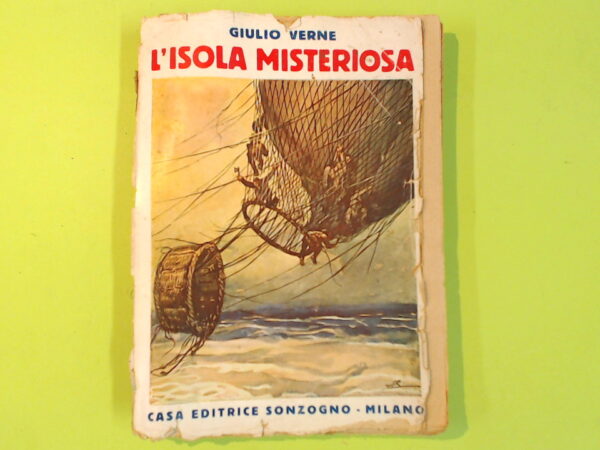 GIULIO VERNE
L'ISOLA MISTERIOSA
CASA EDITRICE SONZOGNO - MILANO